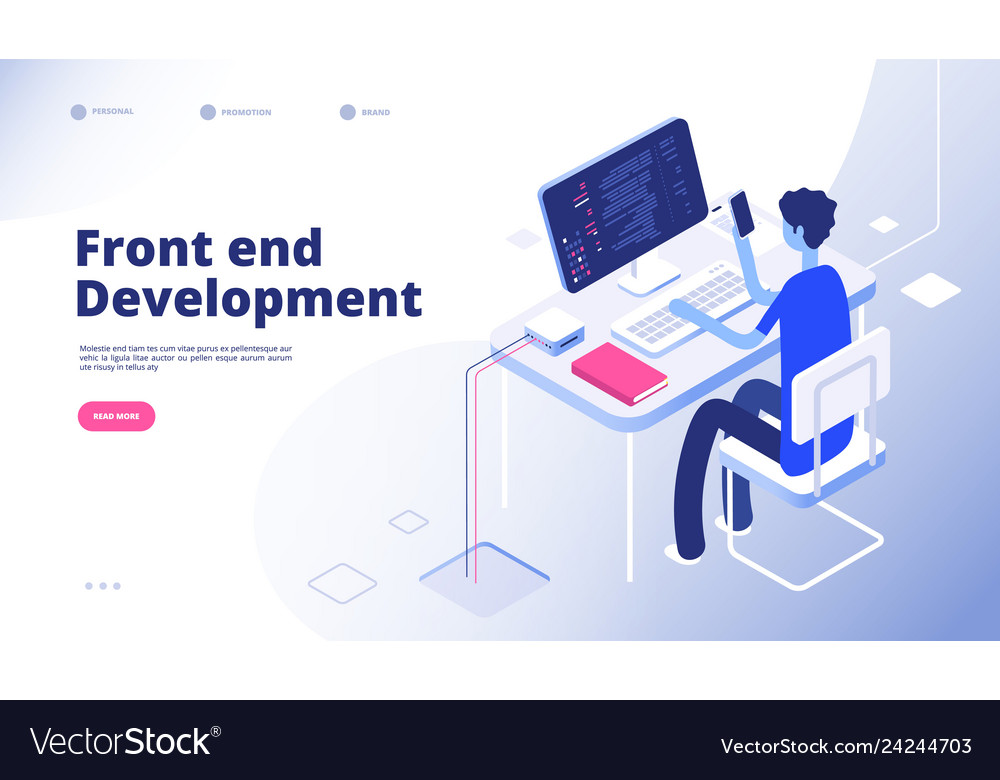 PERSONAL
PROMOTION
BRAND
Front end
Development
Molestie end tiam tes cum vitae purus ex pellentesque aur
vehic la ligula litae auctor ou pellen esque aurum aurum
ute risusy in tellus aty
READ MORE
VectorStock®
VectorStock.com/24244703